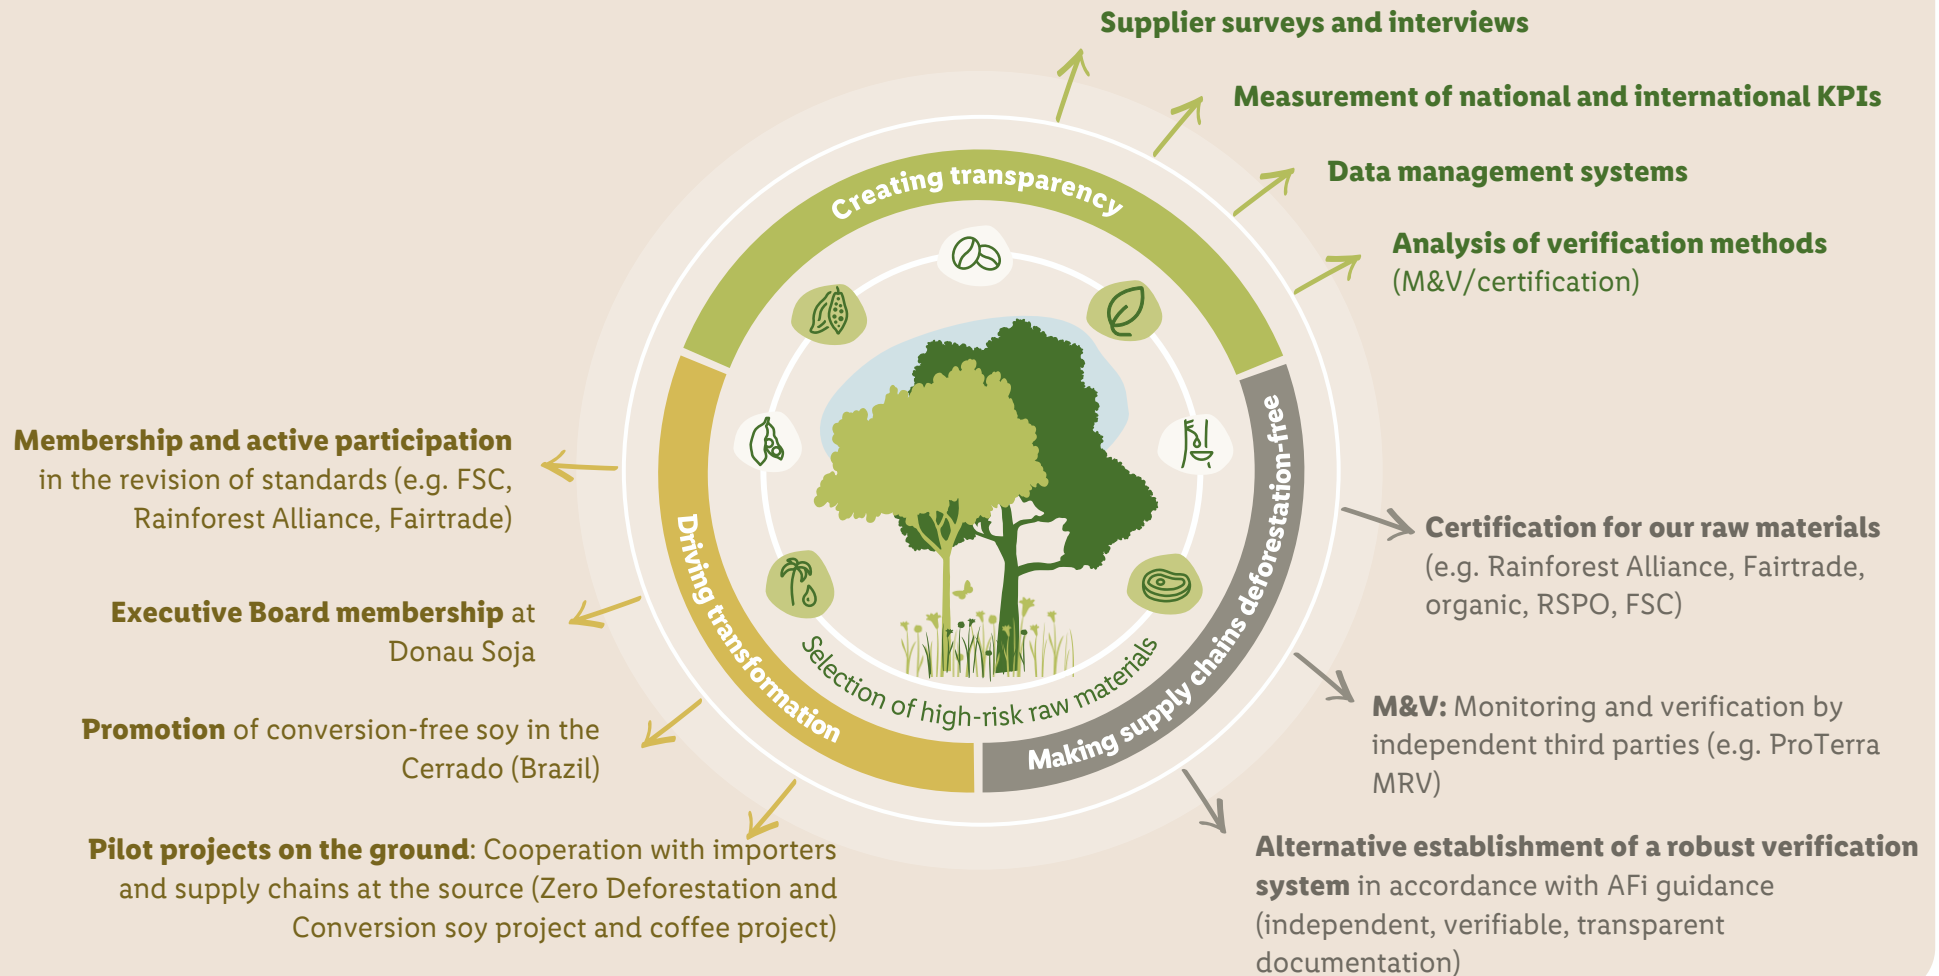 Supplier surveys and interviews
Measurement of national and international KPIs
Data management systems
Analysis of verification methods
(M&V/certification)
Creating transparency
Making supply chains deforestation-free
Driving transformation
Selection of high-risk raw materials
Certification for our raw materials
(e.g. Rainforest Alliance, Fairtrade,
organic, RSPO, FSC)
M&V: Monitoring and verification by
independent third parties (e.g. ProTerra
MRV)
Alternative establishment of a robust verification
system in accordance with AFi guidance
(independent, verifiable, transparent
documentation)
Membership and active participation
in the revision of standards (e.g. FSC,
Rainforest Alliance, Fairtrade)
Executive Board membership at
Donau Soja
Promotion of conversion-free soy in the
Cerrado (Brazil)
Pilot projects on the ground: Cooperation with importers
and supply chains at the source (Zero Deforestation and
Conversion soy project and coffee project)